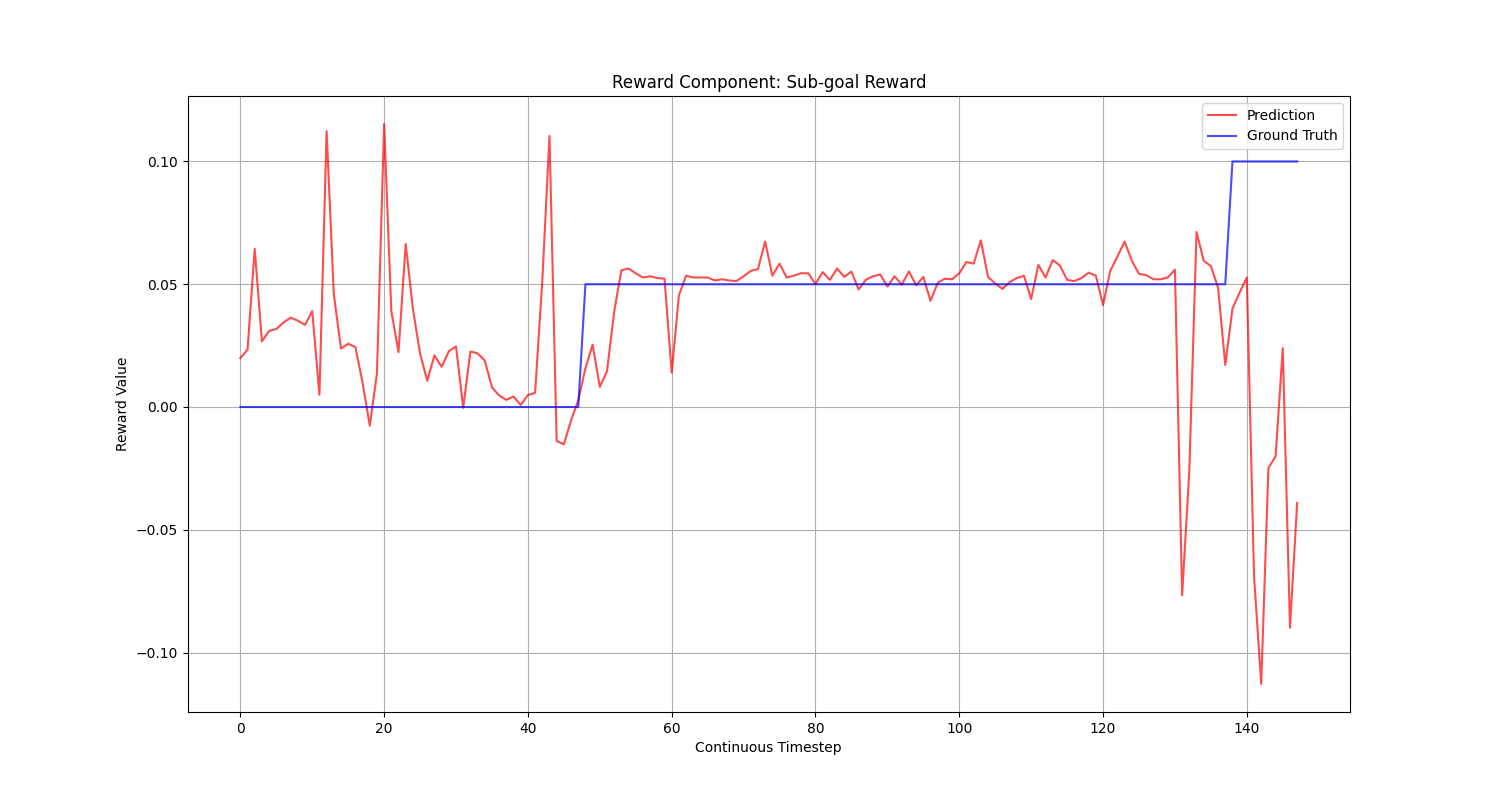 Reward Component: Sub-goal Reward
Prediction
Ground Truth
0.10
0.05
0.00
−0.05
−0.10
Reward Value
0 20 40 60 80 100 120 140
Continuous Timestep